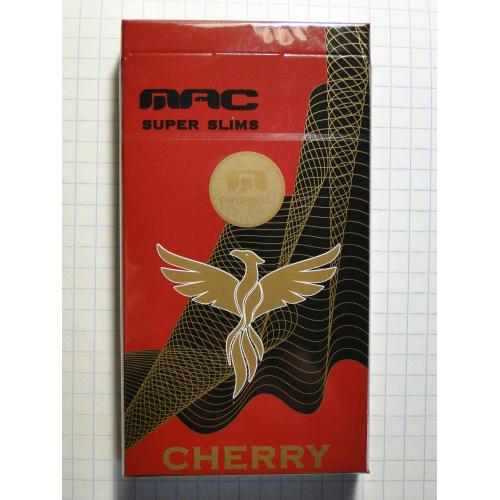 MAC
SUPER SLIMS
ORIGINAL
CHERRY